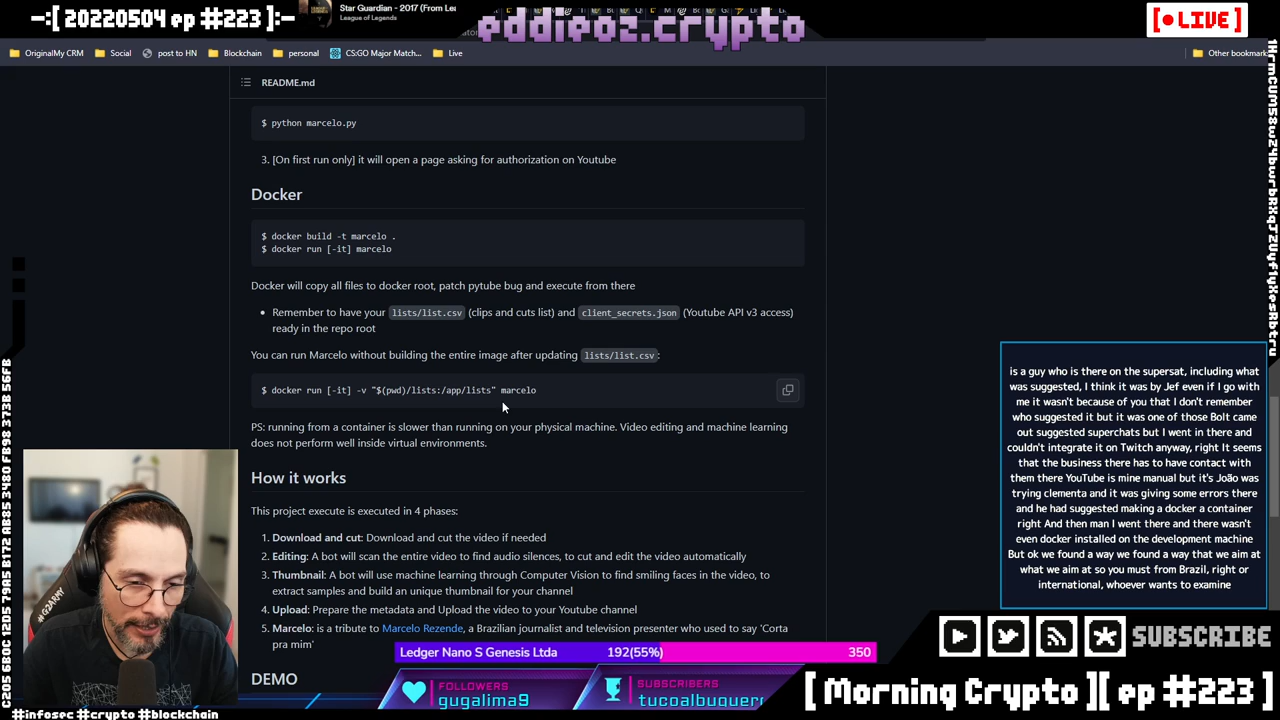 -:[ 20220504 ep #223 ]:-
Star Guardian - 2017 (From Le
League of Legends
eddieoz.crypto
[ LIVE ]
OriginalMy CRM
Social
post to HN
Blockchain
personal
CS:GO Major Match...
Live
Other bookmark
README.md
$ python marcelo.py
3. [On first run only] it will open a page asking for authorization on Youtube
Docker
$ docker build -t marcelo .
$ docker run [-it] marcelo
Docker will copy all files to docker root, patch pytube bug and execute from there
• Remember to have your lists/list.csv (clips and cuts list) and client_secrets.json (Youtube API v3 access)
ready in the repo root
You can run Marcelo without building the entire image after updating lists/list.csv:
$ docker run [-it] -v "$(pwd)/lists:/app/lists" marcelo
PS: running from a container is slower than running on your physical machine. Video editing and machine learning
does not perform well inside virtual environments.
How it works
This project execute is executed in 4 phases:
1. Download and cut: Download and cut the video if needed
2. Editing: A bot will scan the entire video to find audio silences, to cut and edit the video automatically
3. Thumbnail: A bot will use machine learning through Computer Vision to find smiling faces in the video, to
extract samples and build an unique thumbnail for your channel
4. Upload: Prepare the metadata and Upload the video to your Youtube channel
5. Marcelo: is a tribute to Marcelo Rezende, a Brazilian journalist and television presenter who used to say 'Corta
pra mim'
DEMO
is a guy who is there on the supersat, including what
was suggested, I think it was by Jef even if I go with
me it wasn't because of you that I don't remember
who suggested it but it was one of those Bolt came
out suggested superchats but I went in there and
couldn't integrate it on Twitch anyway, right It seems
that the business there has to have contact with
them there YouTube is mine manual but it's João was
trying clementa and it was giving some errors there
and he had suggested making a docker a container
right And then man I went there and there wasn't
even docker installed on the development machine
But ok we found a way we found a way that we aim at
what we aim at so you must from Brazil, right or
international, whoever wants to examine
Ledger Nano S Genesis Ltda
192(55%)
350
FOLLOWERS
gugalima9
SUBSCRIBERS
tucoalbuquerq
SUBSCRIBE
[ Morning Crypto ][ ep #223 ]
#infosec #crypto #blockchain